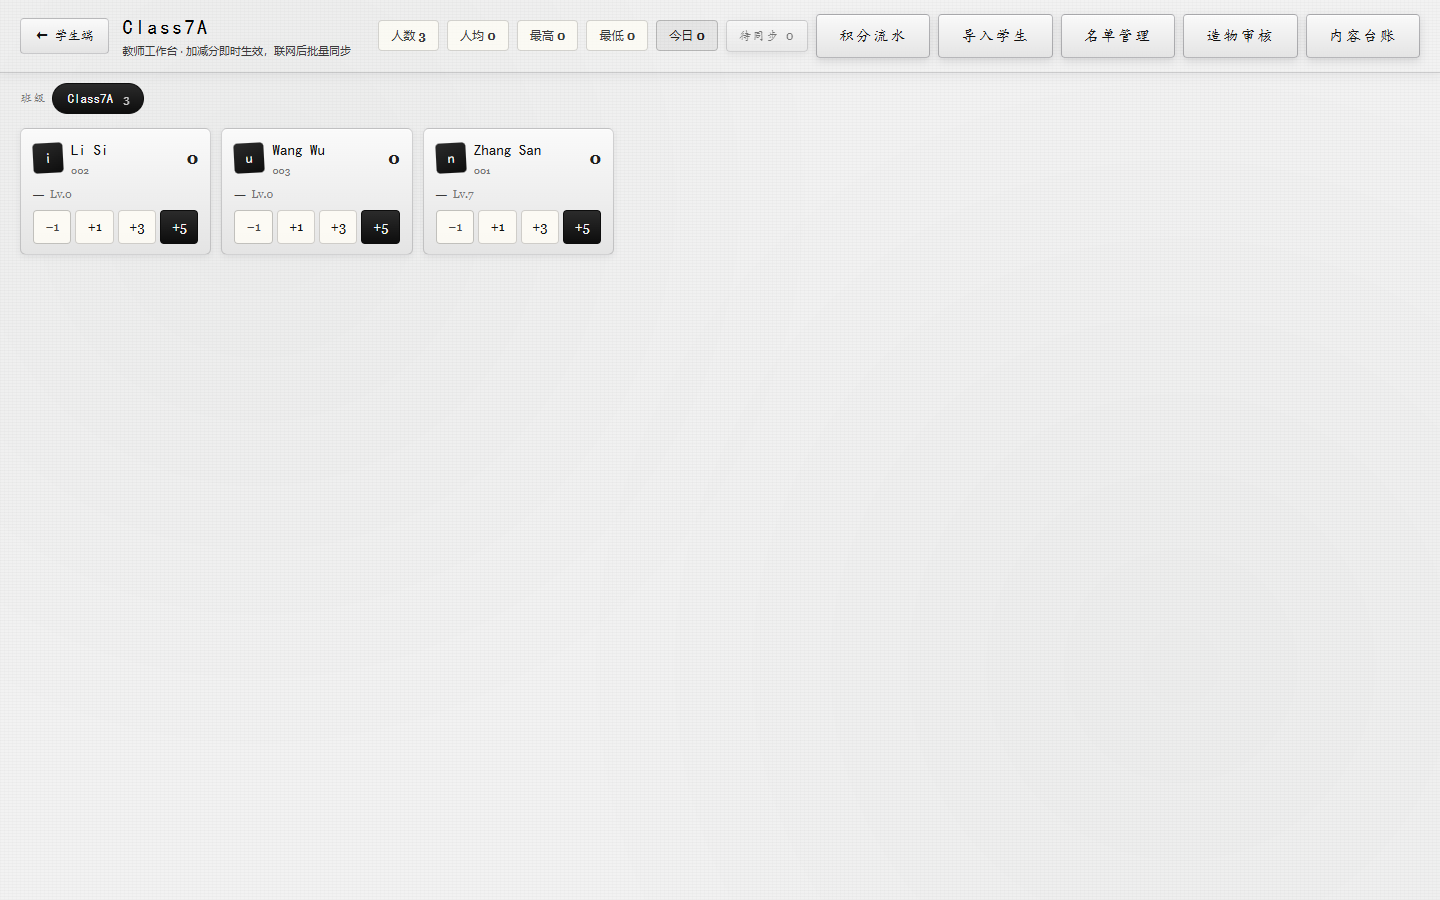 ← 学生端
Class7A
教师工作台 · 加减分即时生效，联网后批量同步
人数 3
人均 0
最高 0
最低 0
今日 0
待同步 0
积分流水
导入学生
名单管理
造物审核
内容台账
班级
Class7A 3
i
Li Si
002
0
— Lv.0
−1
+1
+3
+5
u
Wang Wu
003
0
— Lv.0
−1
+1
+3
+5
n
Zhang San
001
0
— Lv.7
−1
+1
+3
+5